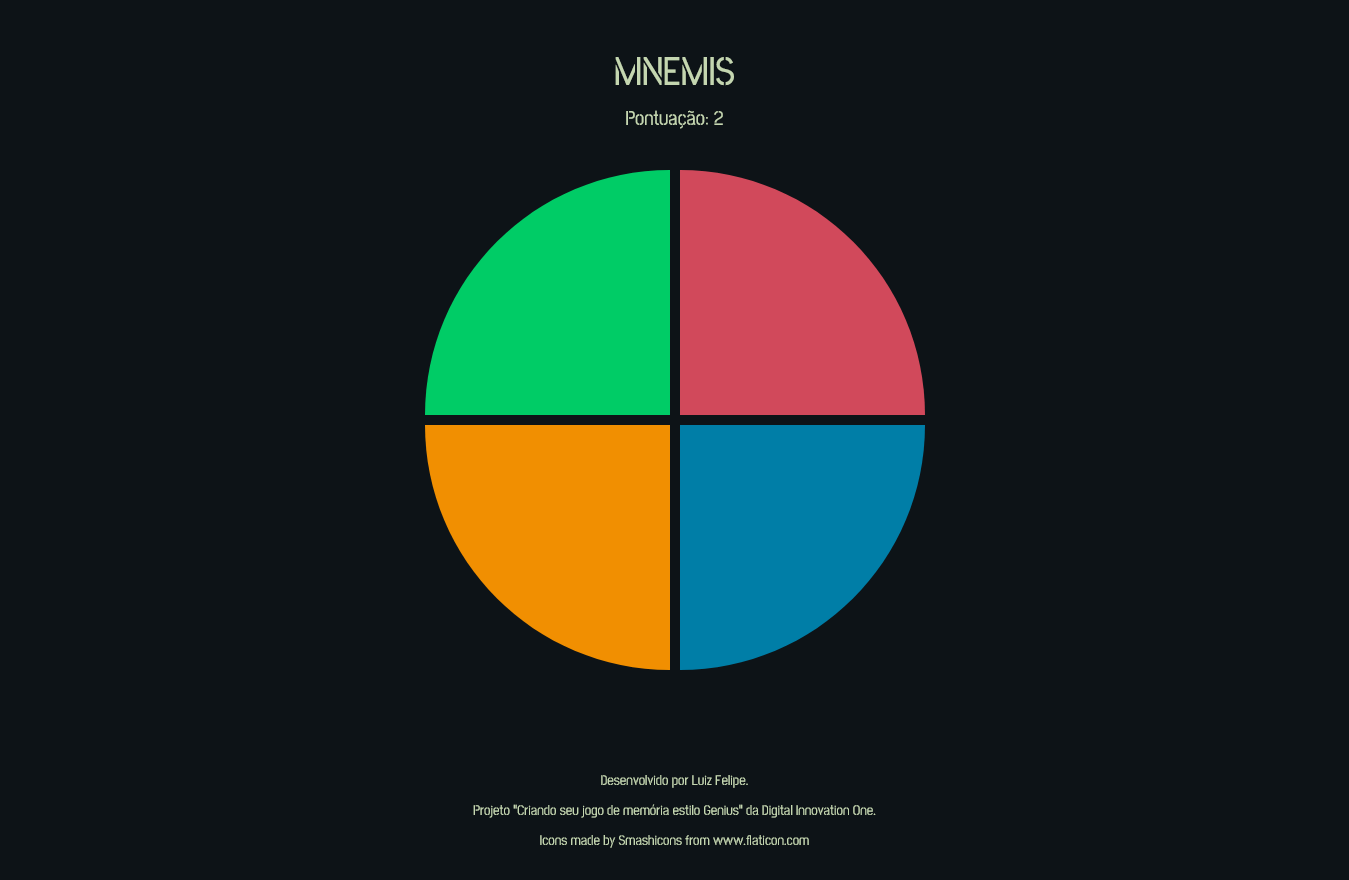 MNEMIS
Pontuação: 2
Desenvolvido por Luiz Felipe.
Projeto "Criando seu jogo de memória estilo Genius" da Digital Innovation One.
Icons made by Smashicons from www.flaticon.com